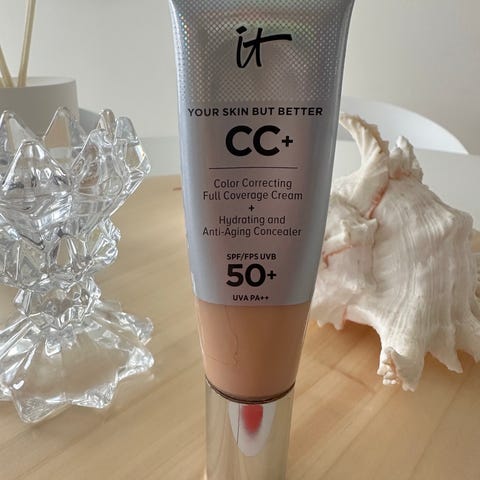 it
YOUR SKIN BUT BETTER
CC+
Color Correcting
Full Coverage Cream
+
Hydrating and
Anti-Aging Concealer
SPF/FPS UVB
50+
UVA PA++